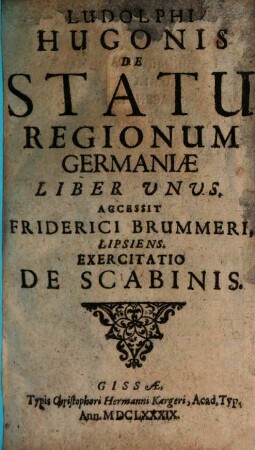 LUDOLPHI
HUGONIS
DE
STATU
REGIONUM
GERMANIÆ
LIBER VNVS.
ACCESSIT
FRIDERICI BRUMMERI,
LIPSIENS.
EXERCITATIO
DE SCABINIS.
GISSÆ,
Typis Christophori Hermanni Kargeri, Acad. Typ.
Ann. MDCLXXXIX.